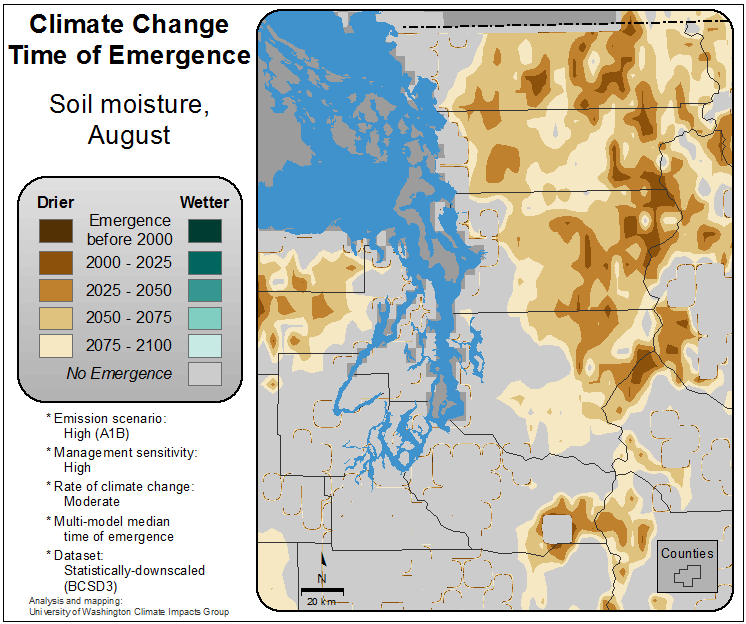 Climate Change
Time of Emergence
Soil moisture,
August
Drier
Wetter
Emergence
before 2000
2000 - 2025
2025 - 2050
2050 - 2075
2075 - 2100
No Emergence
* Emission scenario:
High (A1B)
* Management sensitivity:
High
* Rate of climate change:
Moderate
* Multi-model median
time of emergence
* Dataset:
Statistically-downscaled
(BCSD3)
Analysis and mapping:
University of Washington Climate Impacts Group
N
20 km
Counties